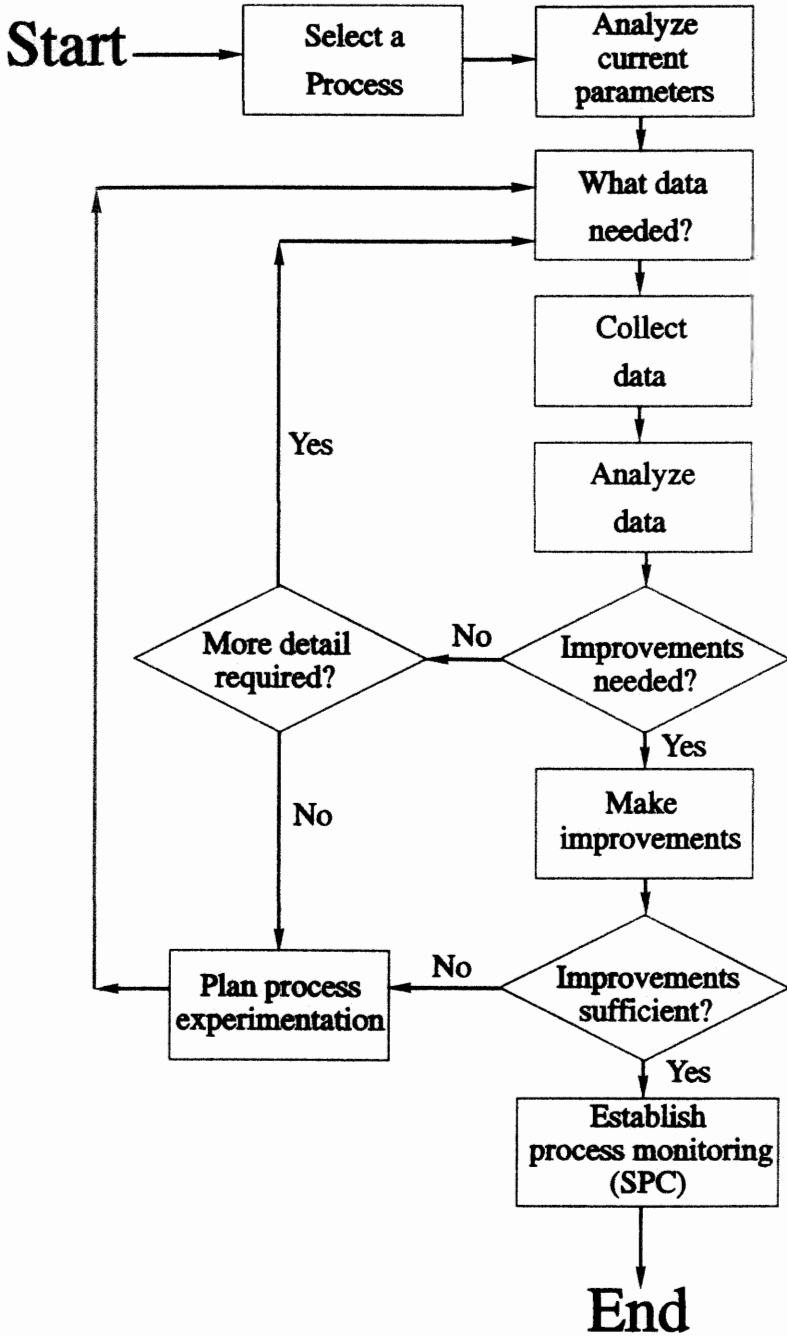 Start
Select a
Process
Analyze
current
parameters
What data
needed?
Collect
data
Yes
Analyze
data
More detail
required?
No
Improvements
needed?
Yes
Make
improvements
No
Plan process
experimentation
No
Improvements
sufficient?
Yes
Establish
process monitoring
(SPC)
End